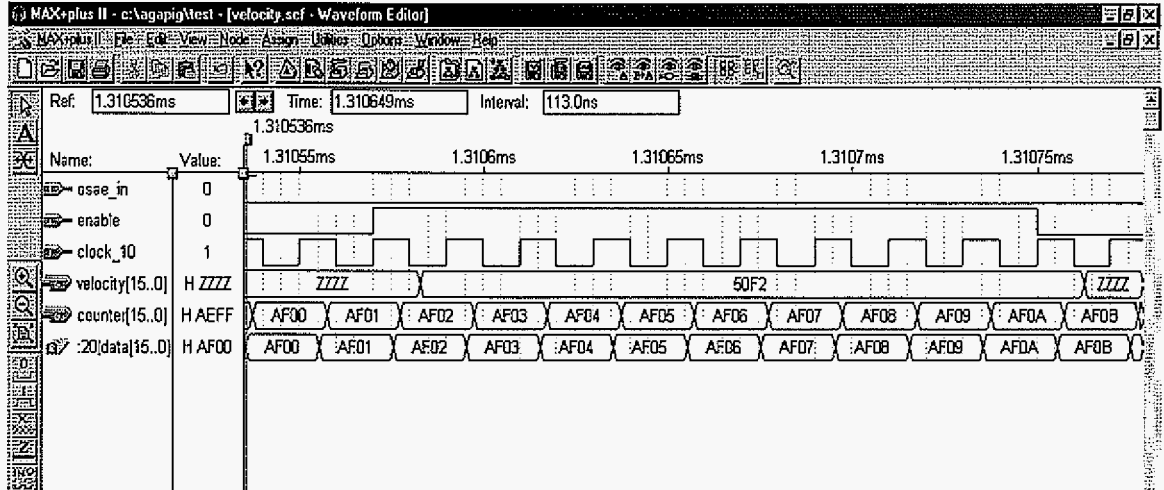 MAX+plus II - c:\agapig\test - [velocity.scf - Waveform Editor]
MAX+plus II File Edit View Node Assign Utilities Options Window Help
Ref: 1.310536ms Time: 1.310649ms Interval: 113.0ns
1.310536ms
Name: Value: 1.31055ms 1.3106ms 1.31065ms 1.3107ms 1.31075ms
osae_in 0
enable 0
clock_10 1
velocity[15..0] H ZZZZ ZZZZ 50F2 ZZZZ
counter[15..0] H AEFF AF00 AF01 AF02 AF03 AF04 AF05 AF06 AF07 AF08 AF09 AF0A AF0B
:20[data[15..0] H AF00 AF00 AF01 AF02 AF03 AF04 AF05 AF06 AF07 AF08 AF09 AF0A AF0B